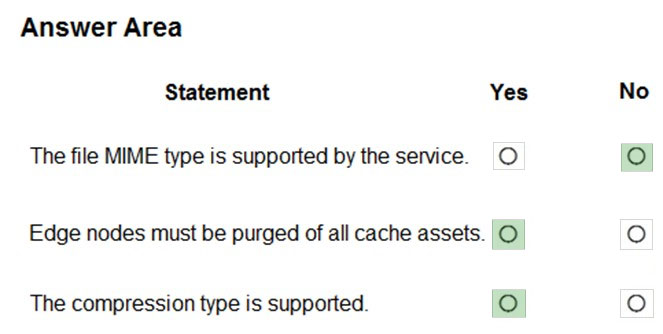 Answer Area
Statement Yes No
The file MIME type is supported by the service.
Edge nodes must be purged of all cache assets.
The compression type is supported.